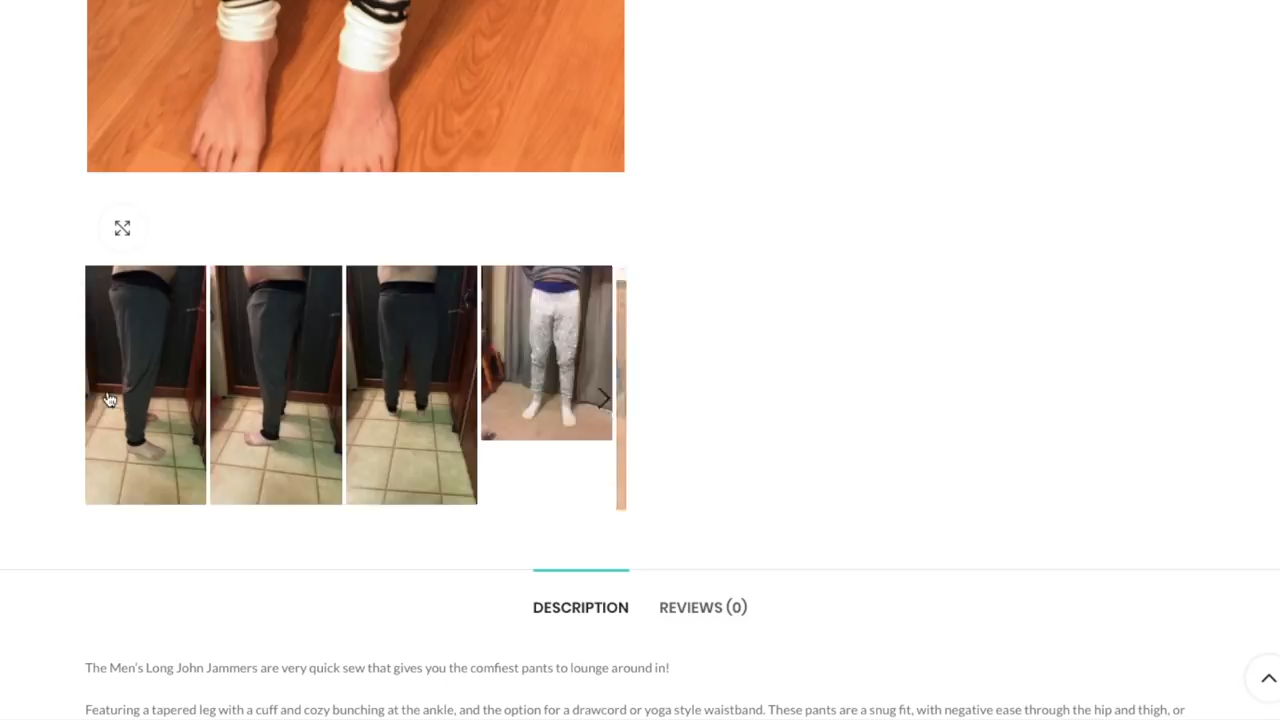 DESCRIPTION
REVIEWS (0)
The Men's Long John Jammers are very quick sew that gives you the comfiest pants to lounge around in!
Featuring a tapered leg with a cuff and cozy bunching at the ankle, and the option for a drawcord or yoga style waistband. These pants are a snug fit, with negative ease through the hip and thigh, or